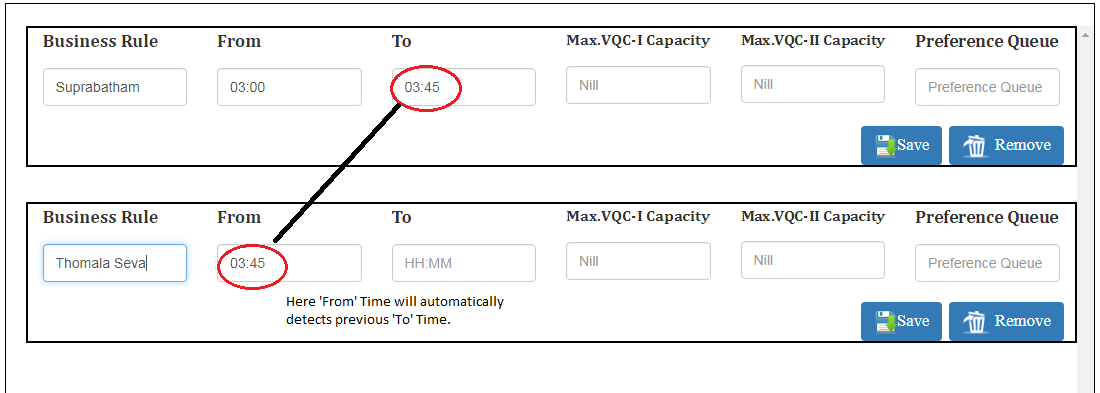 Business Rule From To Max.VQC-I Capacity Max.VQC-II Capacity Preference Queue
Suprabatham 03:00 03:45 Nill Nill Preference Queue
Save Remove
Business Rule From To Max.VQC-I Capacity Max.VQC-II Capacity Preference Queue
Thomala Seva 03:45 HH:MM Nill Nill Preference Queue
Here 'From' Time will automatically
detects previous 'To' Time.
Save Remove